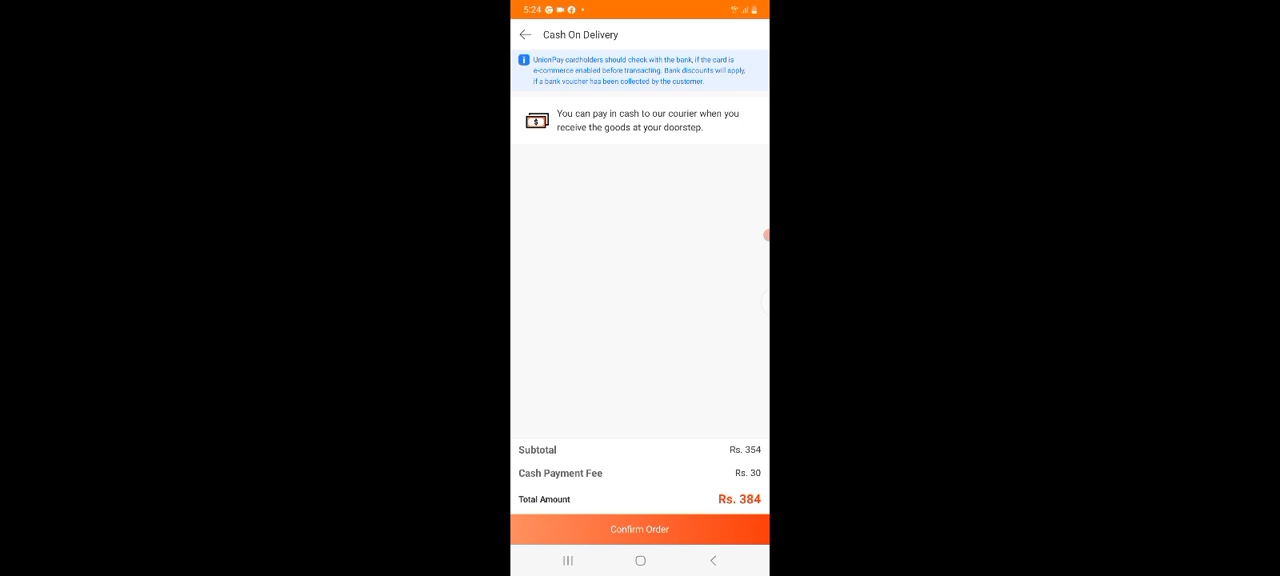 5:24
Cash On Delivery
UnionPay cardholders should check with the bank, if the card is
e-commerce enabled before transacting. Bank discounts will apply,
if a bank voucher has been collected by the customer.
You can pay in cash to our courier when you
receive the goods at your doorstep.
Subtotal Rs. 354
Cash Payment Fee Rs. 30
Total Amount Rs. 384
Confirm Order